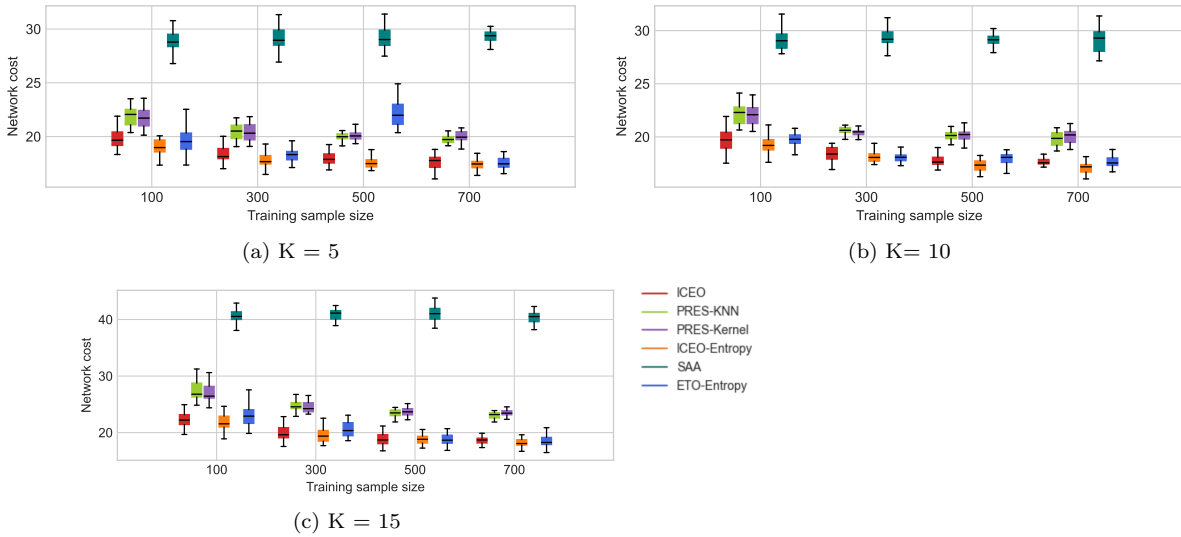 30
25
20
Network cost
100
300
500
700
Training sample size
(a) K = 5
30
25
20
Network cost
100
300
500
700
Training sample size
(b) K= 10
40
30
20
Network cost
100
300
500
700
Training sample size
(c) K = 15
ICEO
PRES-KNN
PRES-Kernel
ICEO-Entropy
SAA
ETO-Entropy